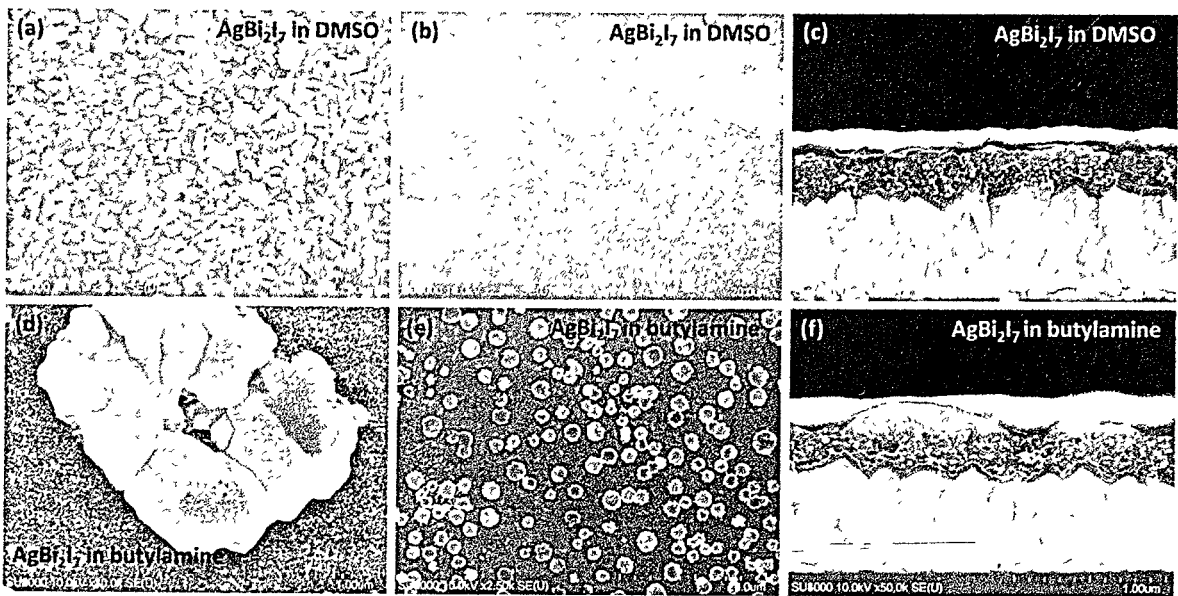 (a) AgBi₂I₇ in DMSO
(b) AgBi₂I₇ in DMSO
(c) AgBi₂I₇ in DMSO
(d)
AgBi₂I₇ in butylamine
(e) AgBi₂I₇ in butylamine
(f) AgBi₂I₇ in butylamine
SU8000 10.0kV x50.0k SE(U) 1.00um